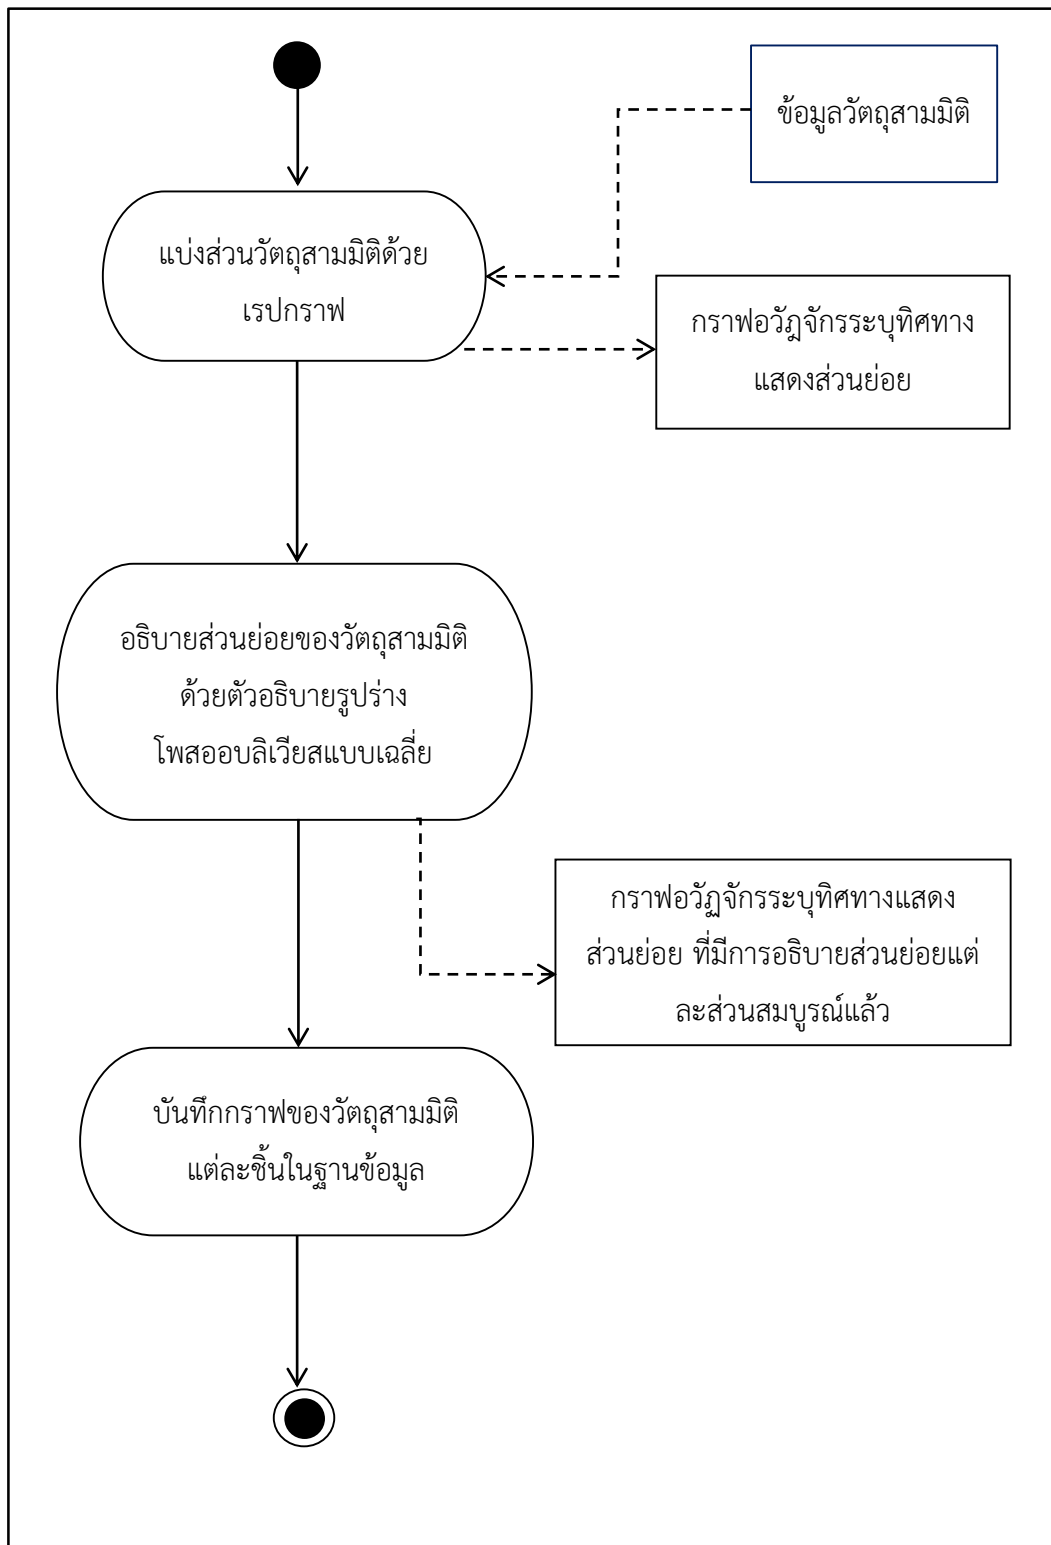 ข้อมูลวัตถุสามมิติ
แบ่งส่วนวัตถุสามมิติด้วย
เรปกราฟ
กราฟอวัฎจักรระบุทิศทาง
แสดงส่วนย่อย
อธิบายส่วนย่อยของวัตถุสามมิติ
ด้วยตัวอธิบายรูปร่าง
โพสออบลิเวียสแบบเฉลี่ย
กราฟอวัฏจักรระบุทิศทางแสดง
ส่วนย่อย ที่มีการอธิบายส่วนย่อยแต่
ละส่วนสมบูรณ์แล้ว
บันทึกกราฟของวัตถุสามมิติ
แต่ละชิ้นในฐานข้อมูล